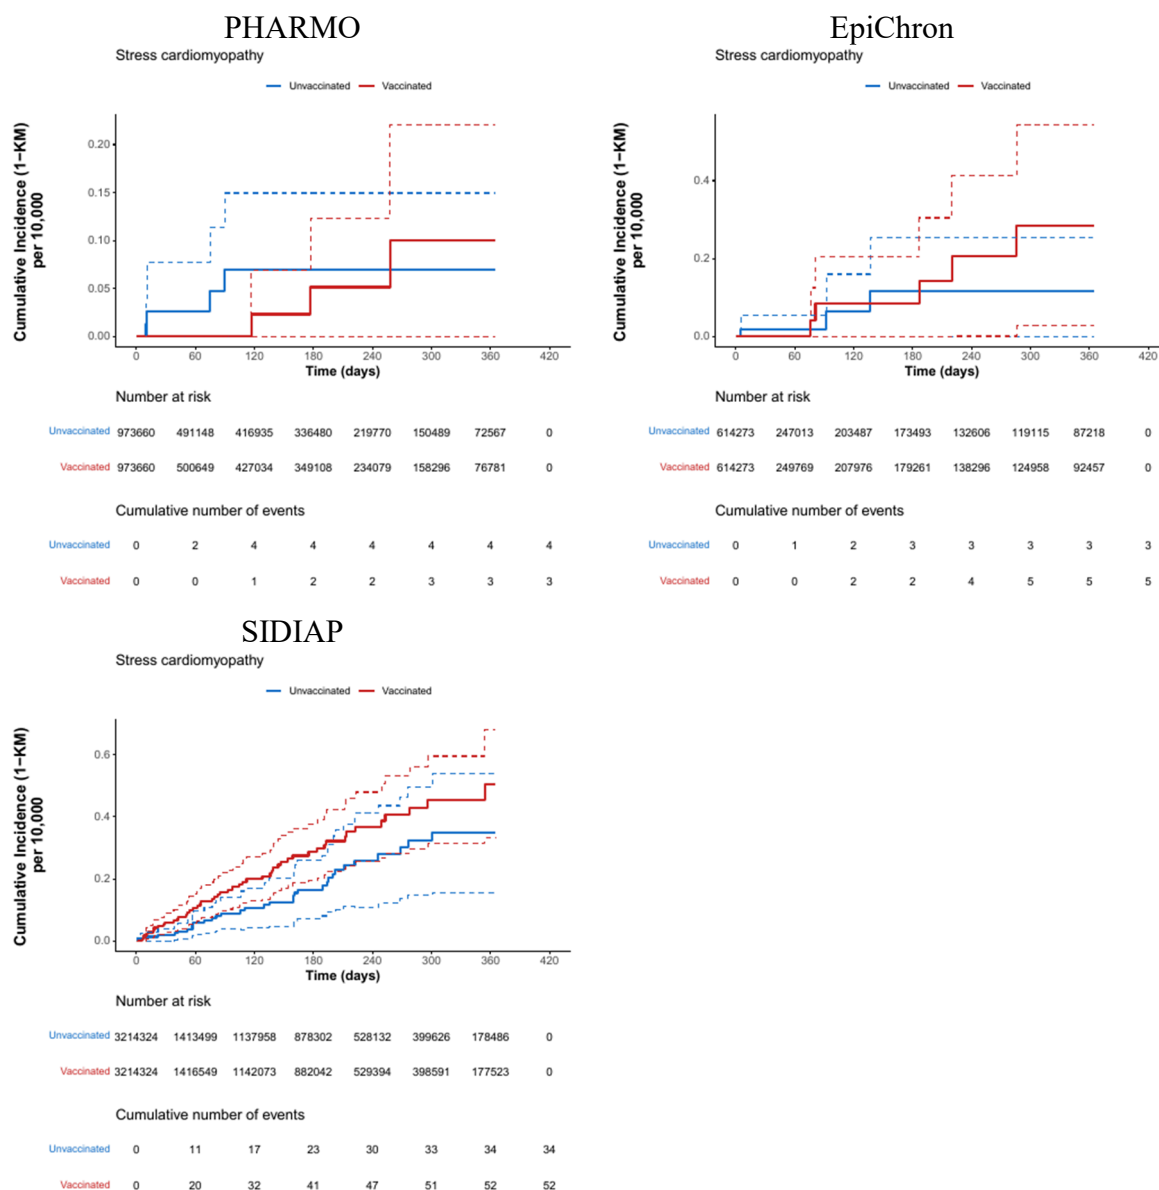 PHARMO
Stress cardiomyopathy
Unvaccinated Vaccinated
Cumulative Incidence (1−KM)
per 10,000
0.20
0.15
0.10
0.05
0.00
0 60 120 180 240 300 360 420
Time (days)
Number at risk
Unvaccinated 973660 491148 416935 336480 219770 150489 72567 0
Vaccinated 973660 500649 427034 349108 234079 158296 76781 0
Cumulative number of events
Unvaccinated 0 2 4 4 4 4 4 4
Vaccinated 0 0 1 2 2 3 3 3
EpiChron
Stress cardiomyopathy
Unvaccinated Vaccinated
Cumulative Incidence (1−KM)
per 10,000
0.4
0.2
0.0
0 60 120 180 240 300 360 420
Time (days)
Number at risk
Unvaccinated 614273 247013 203487 173493 132606 119115 87218 0
Vaccinated 614273 249769 207976 179261 138296 124958 92457 0
Cumulative number of events
Unvaccinated 0 1 2 3 3 3 3 3
Vaccinated 0 0 2 2 4 5 5 5
SIDIAP
Stress cardiomyopathy
Unvaccinated Vaccinated
Cumulative Incidence (1−KM)
per 10,000
0.6
0.4
0.2
0.0
0 60 120 180 240 300 360 420
Time (days)
Number at risk
Unvaccinated 3214324 1413499 1137958 878302 528132 399626 178486 0
Vaccinated 3214324 1416549 1142073 882042 529394 398591 177523 0
Cumulative number of events
Unvaccinated 0 11 17 23 30 33 34 34
Vaccinated 0 20 32 41 47 51 52 52